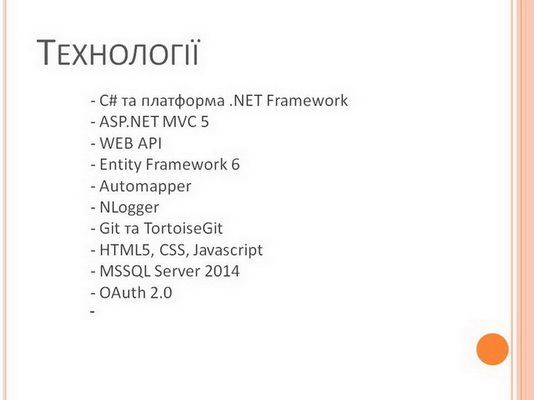 Технології
- C# та платформа .NET Framework
- ASP.NET MVC 5
- WEB API
- Entity Framework 6
- Automapper
- NLogger
- Git та TortoiseGit
- HTML5, CSS, Javascript
- MSSQL Server 2014
- OAuth 2.0
-